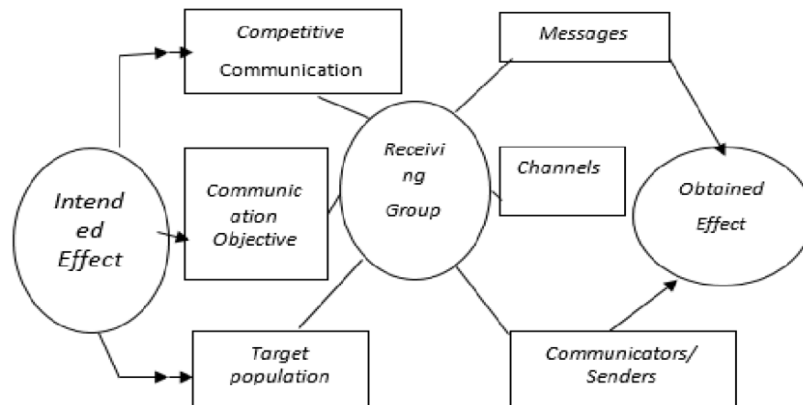 Competitive
Communication
Messages
Intend
ed
Effect
Communic
ation
Objective
Receivi
ng
Group
Channels
Obtained
Effect
Target
population
Communicators/
Senders